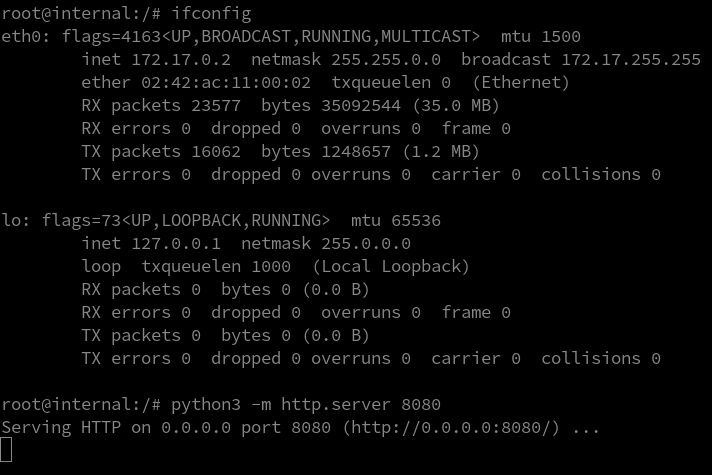 root@internal:/# ifconfig
eth0: flags=4163<UP,BROADCAST,RUNNING,MULTICAST>  mtu 1500
        inet 172.17.0.2  netmask 255.255.0.0  broadcast 172.17.255.255
        ether 02:42:ac:11:00:02  txqueuelen 0  (Ethernet)
        RX packets 23577  bytes 35092544 (35.0 MB)
        RX errors 0  dropped 0  overruns 0  frame 0
        TX packets 16062  bytes 1248657 (1.2 MB)
        TX errors 0  dropped 0 overruns 0  carrier 0  collisions 0

lo: flags=73<UP,LOOPBACK,RUNNING>  mtu 65536
        inet 127.0.0.1  netmask 255.0.0.0
        loop  txqueuelen 1000  (Local Loopback)
        RX packets 0  bytes 0 (0.0 B)
        RX errors 0  dropped 0  overruns 0  frame 0
        TX packets 0  bytes 0 (0.0 B)
        TX errors 0  dropped 0 overruns 0  carrier 0  collisions 0

root@internal:/# python3 -m http.server 8080
Serving HTTP on 0.0.0.0 port 8080 (http://0.0.0.0:8080/) ...